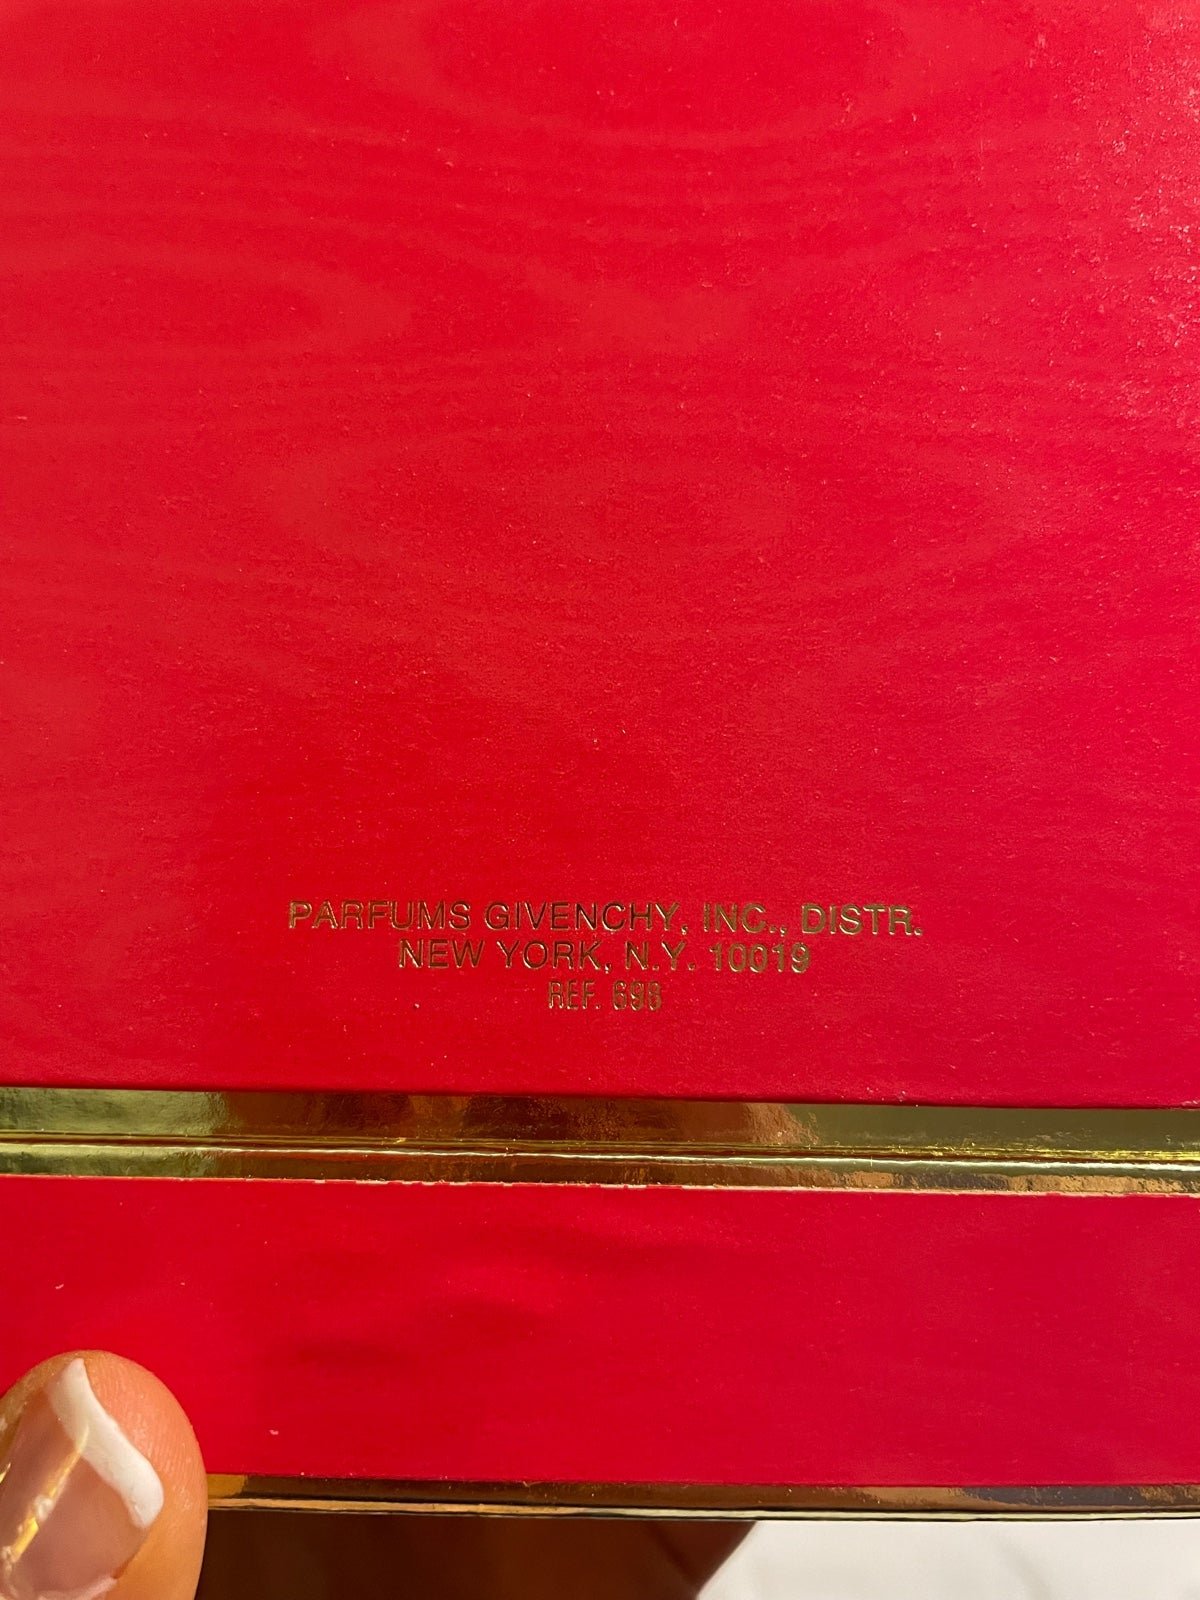 PARFUMS GIVENCHY, INC., DISTR.
NEW YORK, N.Y. 10019
REF. 698